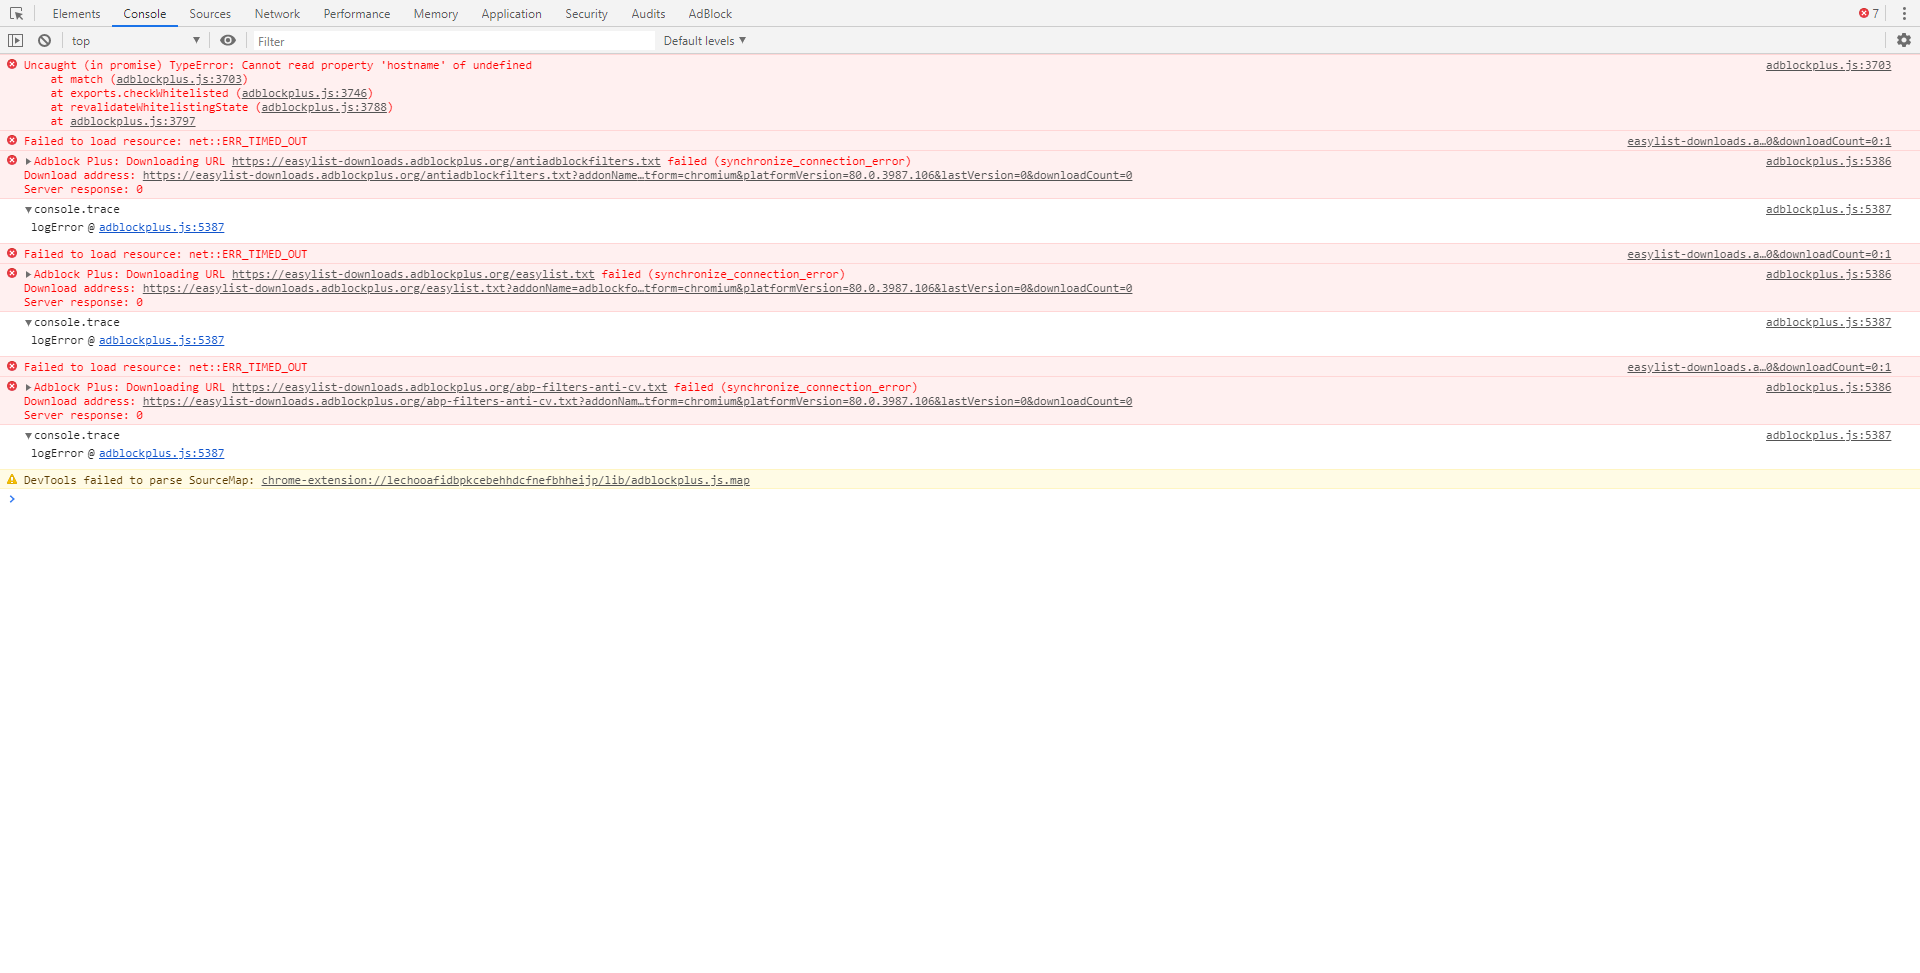 Elements Console Sources Network Performance Memory Application Security Audits AdBlock 7
top Filter Default levels
Uncaught (in promise) TypeError: Cannot read property 'hostname' of undefined adblockplus.js:3703
at match (adblockplus.js:3703)
at exports.checkWhitelisted (adblockplus.js:3746)
at revalidateWhitelistingState (adblockplus.js:3788)
at adblockplus.js:3797
Failed to load resource: net::ERR_TIMED_OUT easylist-downloads.a…0&downloadCount=0:1
Adblock Plus: Downloading URL https://easylist-downloads.adblockplus.org/antiadblockfilters.txt failed (synchronize_connection_error) adblockplus.js:5386
Download address: https://easylist-downloads.adblockplus.org/antiadblockfilters.txt?addonName…tform=chromium&platformVersion=80.0.3987.106&lastVersion=0&downloadCount=0
Server response: 0
console.trace adblockplus.js:5387
logError @ adblockplus.js:5387
Failed to load resource: net::ERR_TIMED_OUT easylist-downloads.a…0&downloadCount=0:1
Adblock Plus: Downloading URL https://easylist-downloads.adblockplus.org/easylist.txt failed (synchronize_connection_error) adblockplus.js:5386
Download address: https://easylist-downloads.adblockplus.org/easylist.txt?addonName=adblockfo…tform=chromium&platformVersion=80.0.3987.106&lastVersion=0&downloadCount=0
Server response: 0
console.trace adblockplus.js:5387
logError @ adblockplus.js:5387
Failed to load resource: net::ERR_TIMED_OUT easylist-downloads.a…0&downloadCount=0:1
Adblock Plus: Downloading URL https://easylist-downloads.adblockplus.org/abp-filters-anti-cv.txt failed (synchronize_connection_error) adblockplus.js:5386
Download address: https://easylist-downloads.adblockplus.org/abp-filters-anti-cv.txt?addonNam…tform=chromium&platformVersion=80.0.3987.106&lastVersion=0&downloadCount=0
Server response: 0
console.trace adblockplus.js:5387
logError @ adblockplus.js:5387
DevTools failed to parse SourceMap: chrome-extension://lechooafidbpkcebehhdcfnefbhheijp/lib/adblockplus.js.map